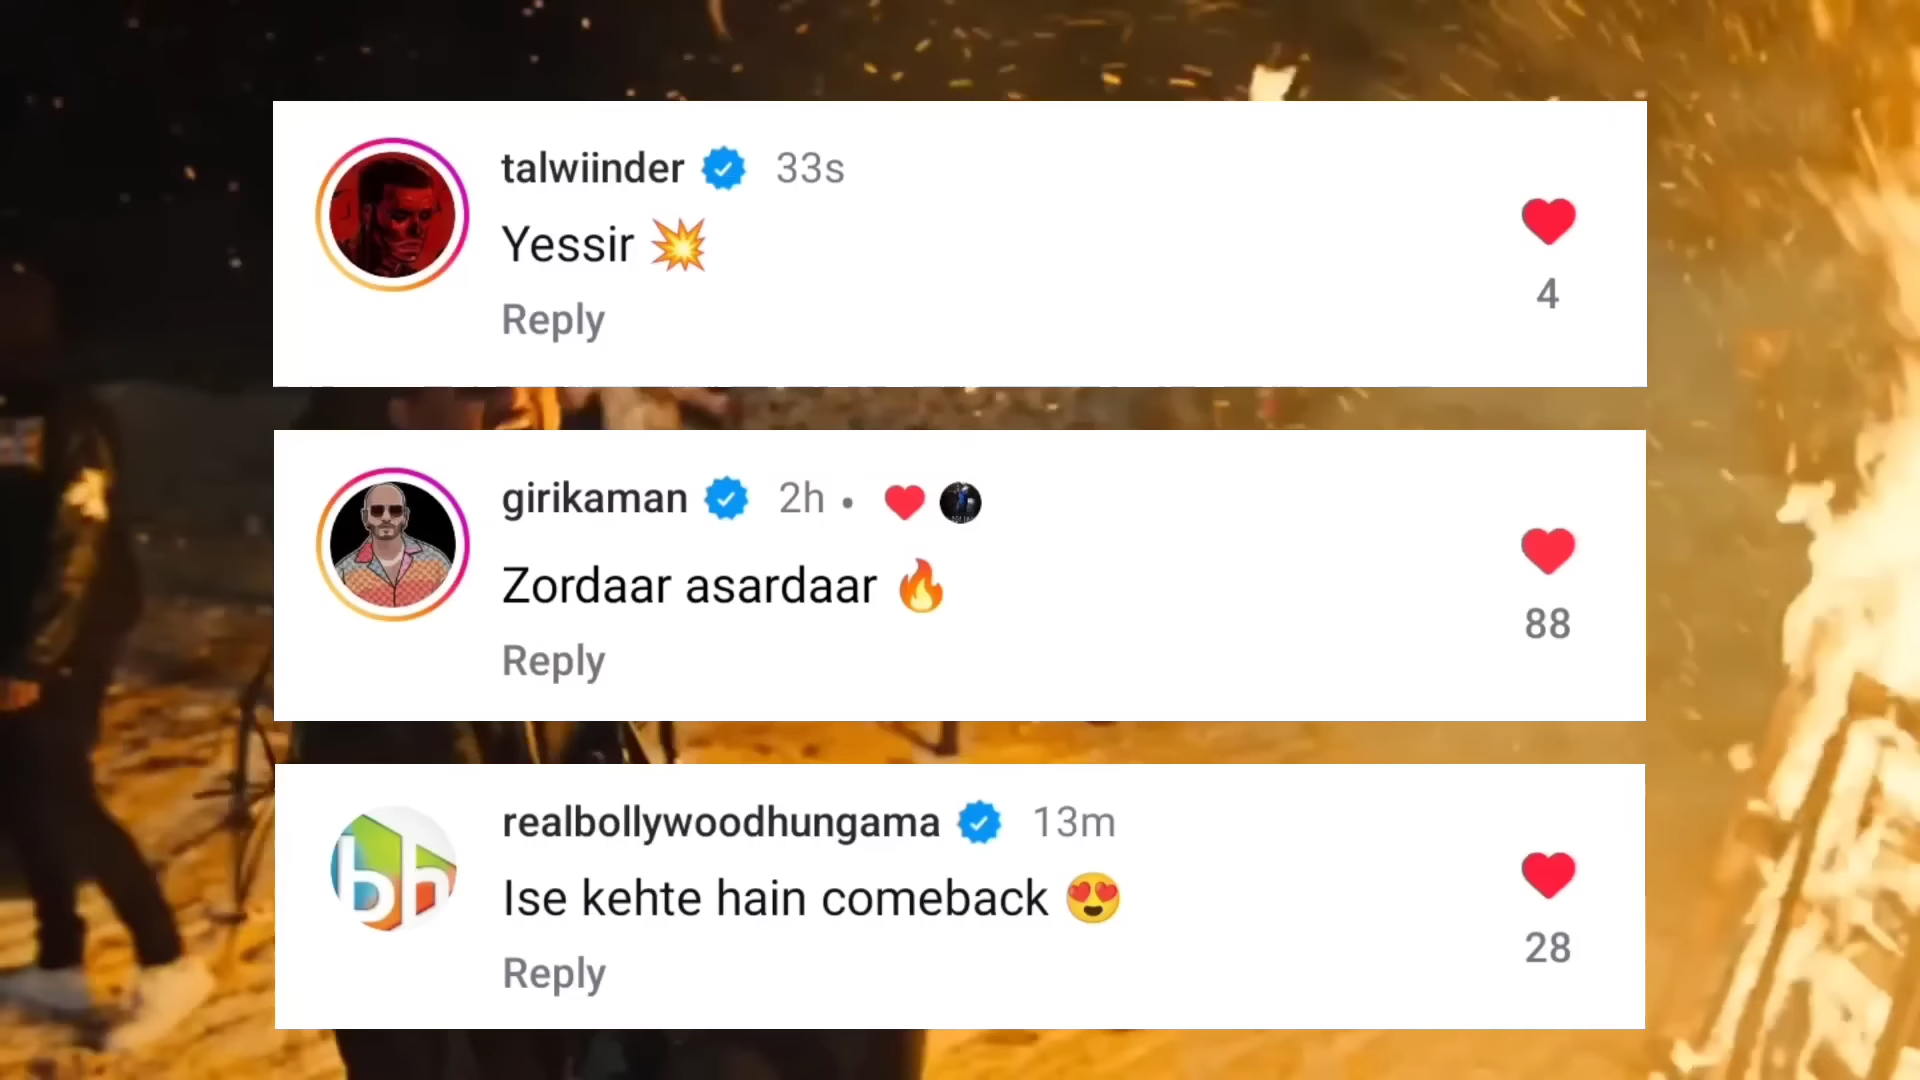 talwiinder 33s
Yessir 💥
Reply
4
girikaman 2h •
Zordaar asardaar 🔥
Reply
88
bh
realbollywoodhungama 13m
Ise kehte hain comeback 😍
Reply
28